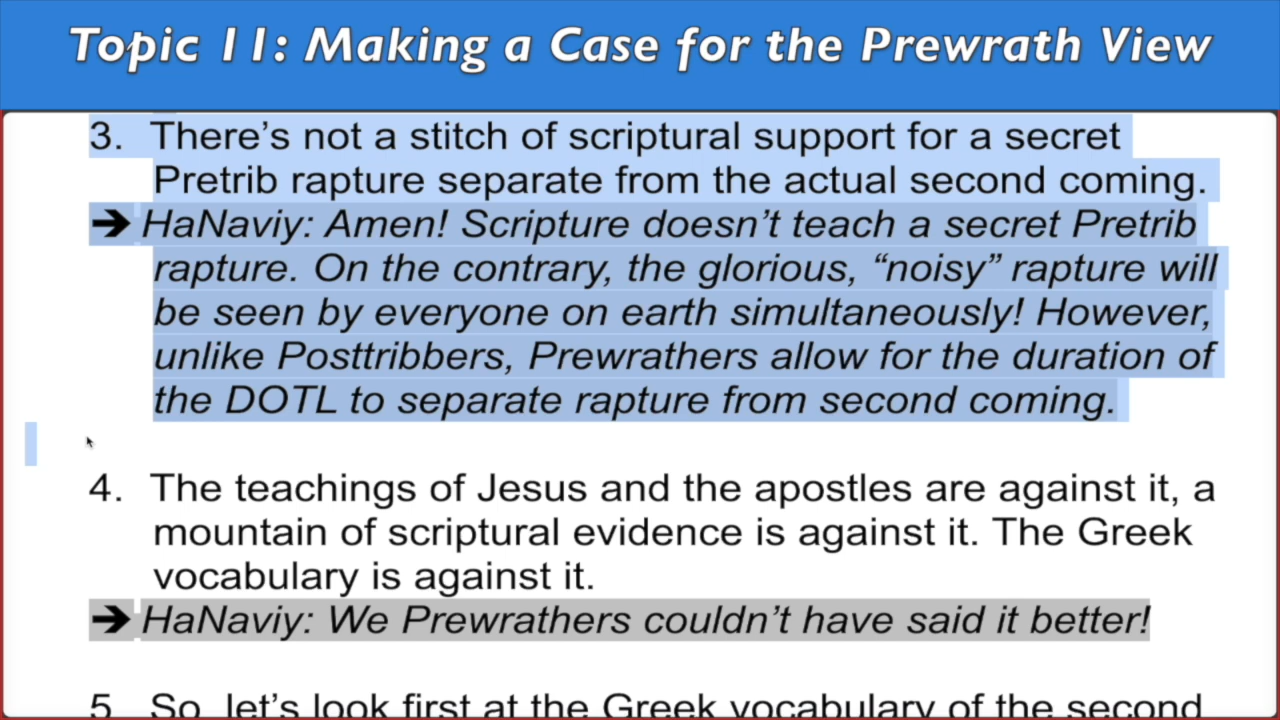 Topic 11: Making a Case for the Prewrath View
3. There's not a stitch of scriptural support for a secret
Pretrib rapture separate from the actual second coming.
➔ HaNaviy: Amen! Scripture doesn't teach a secret Pretrib
rapture. On the contrary, the glorious, “noisy” rapture will
be seen by everyone on earth simultaneously! However,
unlike Posttribbers, Prewrathers allow for the duration of
the DOTL to separate rapture from second coming.
4. The teachings of Jesus and the apostles are against it, a
mountain of scriptural evidence is against it. The Greek
vocabulary is against it.
➔ HaNaviy: We Prewrathers couldn't have said it better!
5. So, let's look first at the Greek vocabulary of the second